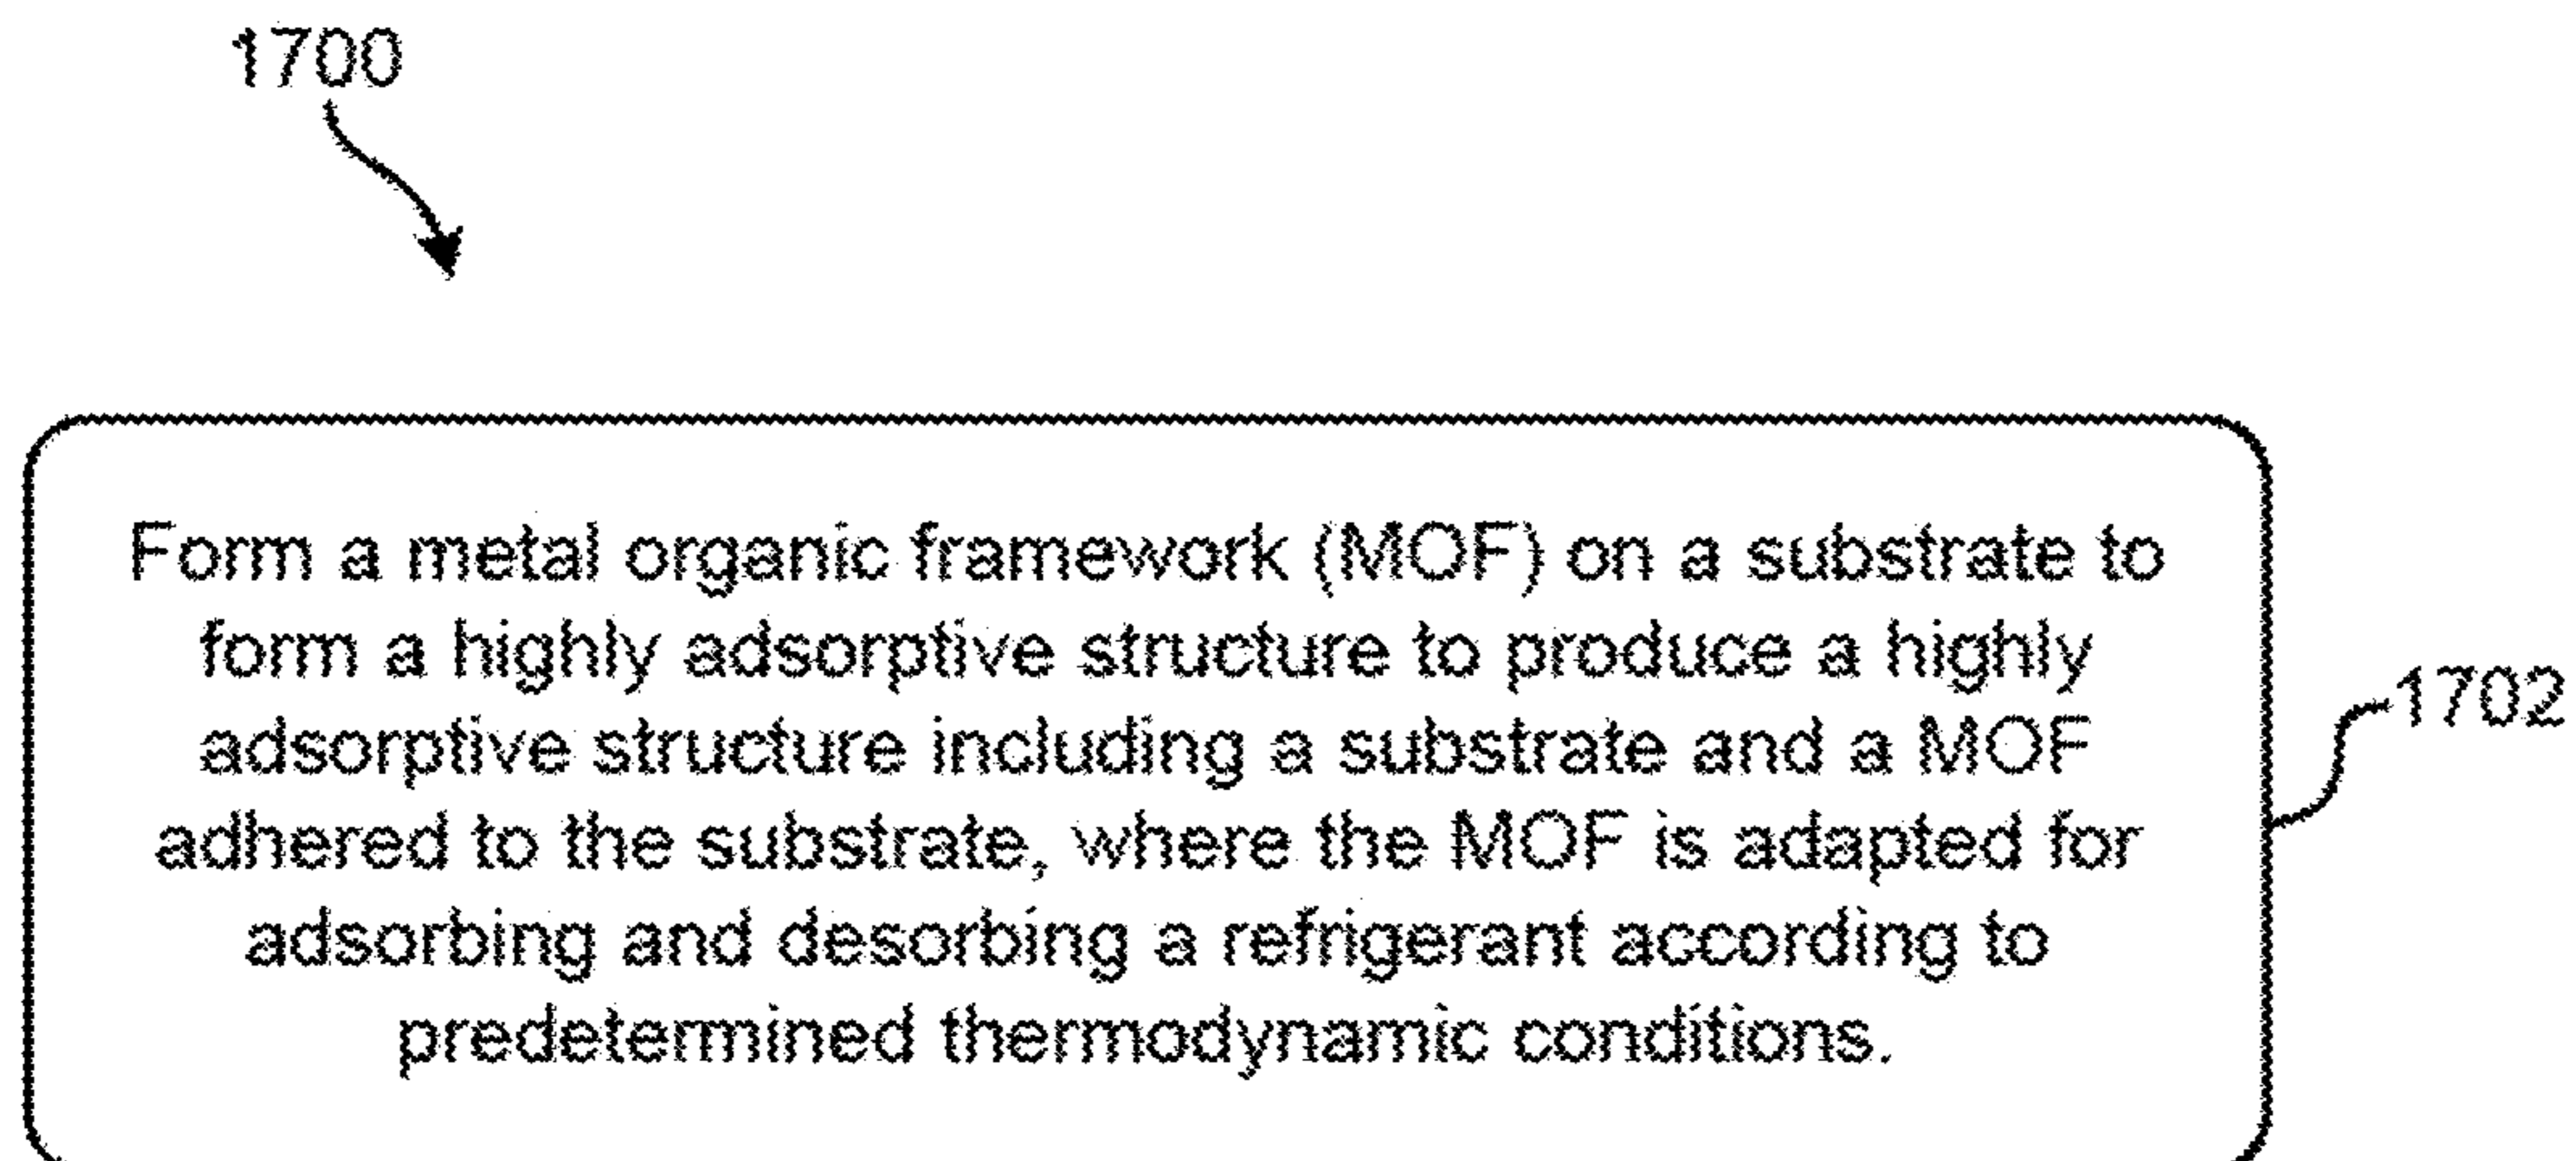 1700
Form a metal organic framework (MOF) on a substrate to
form a highly adsorptive structure to produce a highly
adsorptive structure including a substrate and a MOF
adhered to the substrate, where the MOF is adapted for
adsorbing and desorbing a refrigerant according to
predetermined thermodynamic conditions.
1702